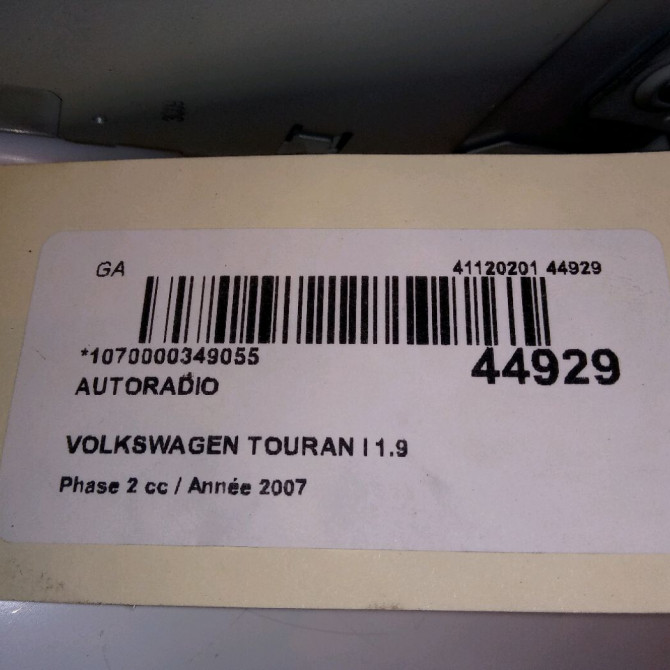 GA
41120201 44929
*1070000349055
44929
AUTORADIO
VOLKSWAGEN TOURAN I 1.9
Phase 2 cc / Année 2007